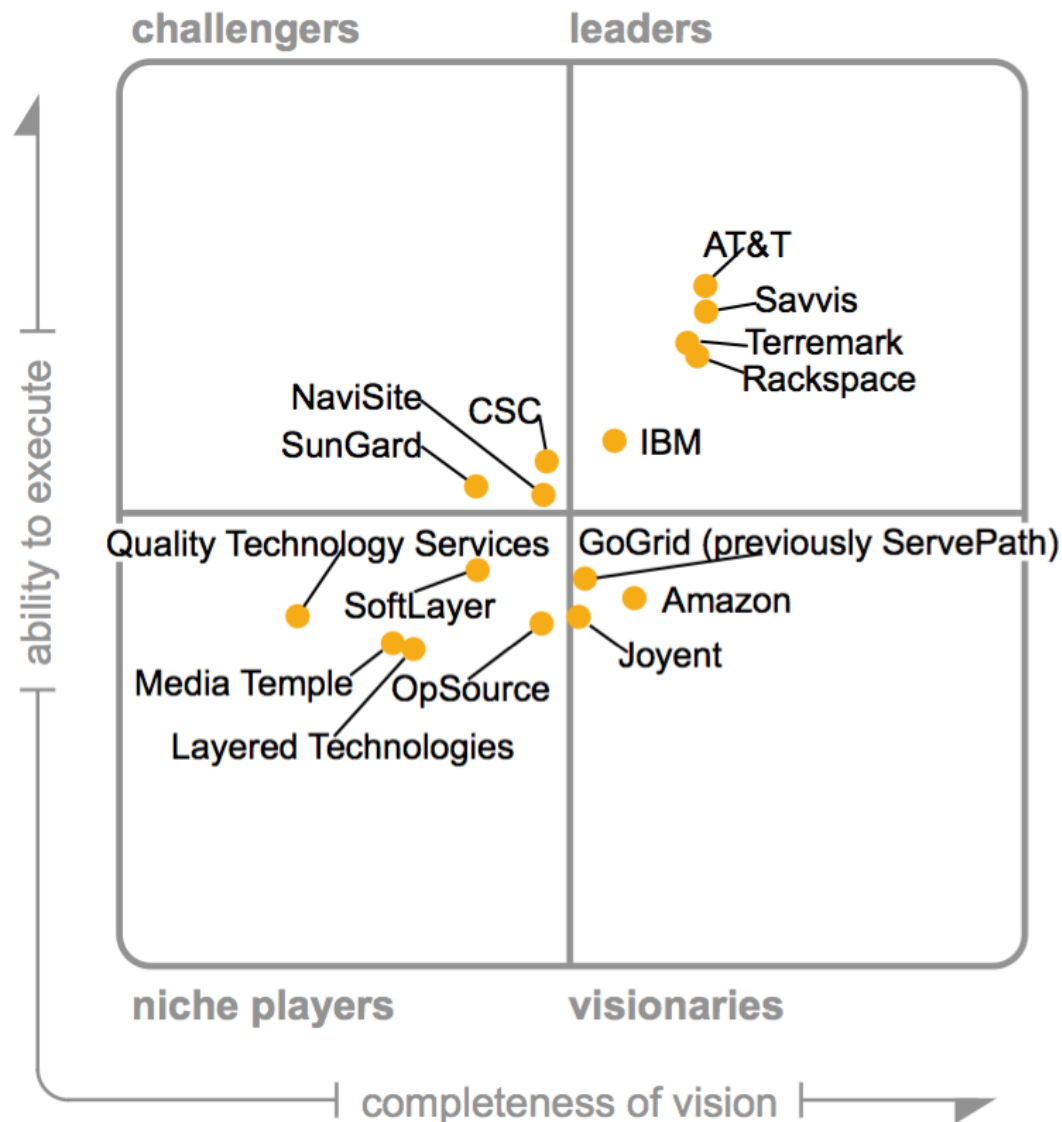 challengers
leaders
AT&T
Savvis
Terremark
Rackspace
NaviSite
CSC
SunGard
IBM
Quality Technology Services
GoGrid (previously ServePath)
SoftLayer
Amazon
Joyent
Media Temple
OpSource
Layered Technologies
ability to execute
niche players
visionaries
completeness of vision